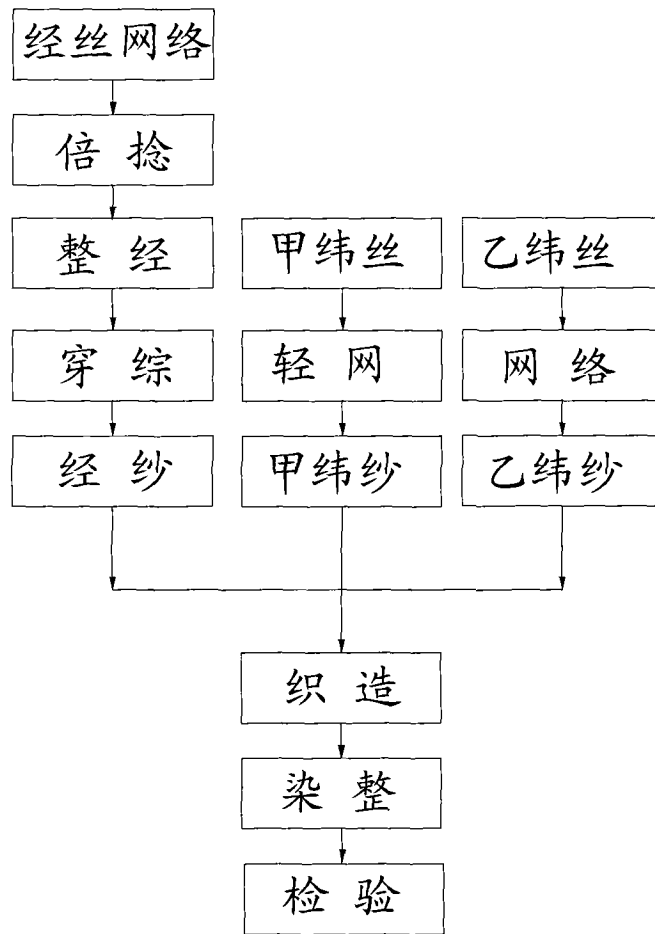 经丝网络
倍捻
整经 甲纬丝 乙纬丝
穿综 轻网 网络
经纱 甲纬纱 乙纬纱
织造
染整
检验